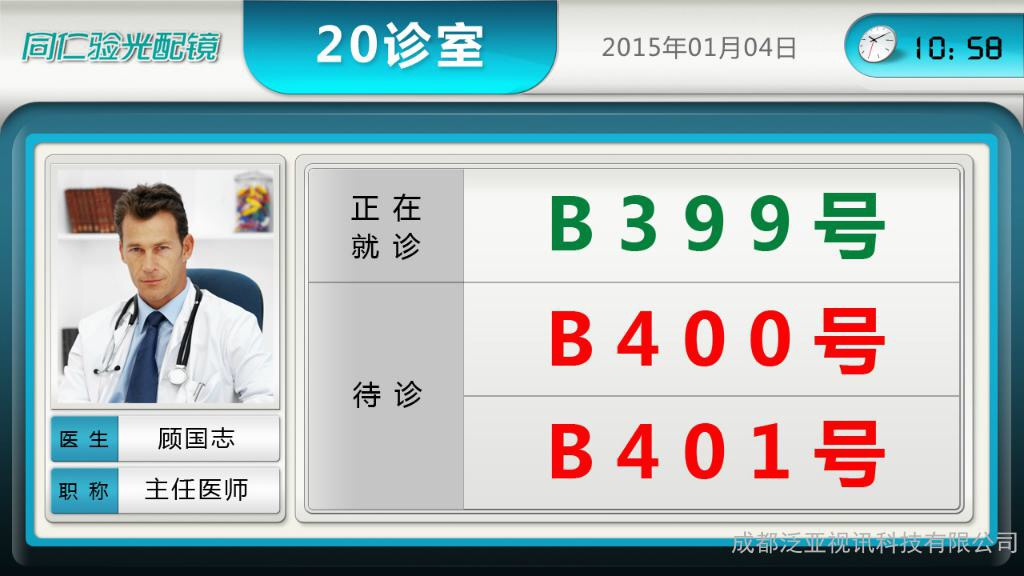 同仁验光配镜
20诊室
2015年01月04日
10:58
正在
就诊
B399号
待诊
B400号
B401号
医生
顾国志
职称
主任医师
成都泛亚视讯科技有限公司